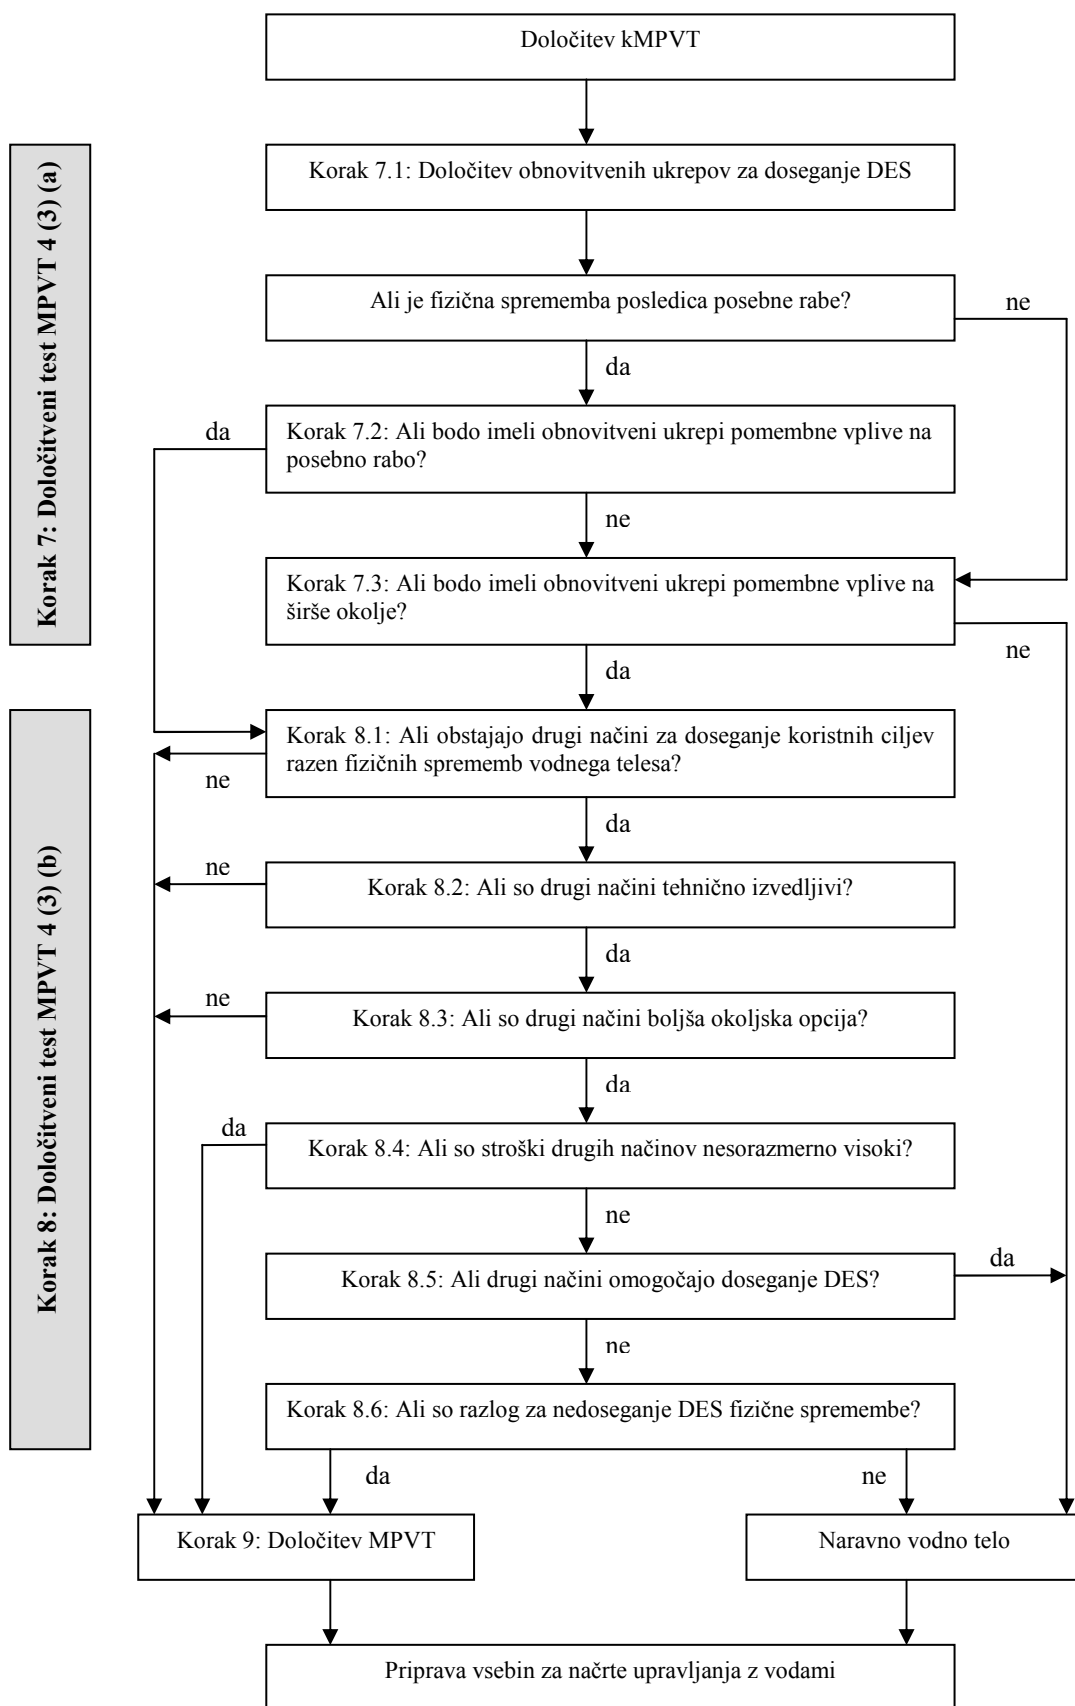 Določitev kMPVT
Korak 7: Določitveni test MPVT 4 (3) (a)
Korak 7.1: Določitev obnovitvenih ukrepov za doseganje DES
Ali je fizična sprememba posledica posebne rabe?
ne
da
da
Korak 7.2: Ali bodo imeli obnovitveni ukrepi pomembne vplive na
posebno rabo?
ne
Korak 7.3: Ali bodo imeli obnovitveni ukrepi pomembne vplive na
širše okolje?
ne
da
Korak 8: Določitveni test MPVT 4 (3) (b)
Korak 8.1: Ali obstajajo drugi načini za doseganje koristnih ciljev
razen fizičnih sprememb vodnega telesa?
ne
da
ne
Korak 8.2: Ali so drugi načini tehnično izvedljivi?
da
ne
Korak 8.3: Ali so drugi načini boljša okoljska opcija?
da
da
Korak 8.4: Ali so stroški drugih načinov nesorazmerno visoki?
ne
Korak 8.5: Ali drugi načini omogočajo doseganje DES?
da
ne
Korak 8.6: Ali so razlog za nedoseganje DES fizične spremembe?
da
ne
Korak 9: Določitev MPVT
Naravno vodno telo
Priprava vsebin za načrte upravljanja z vodami